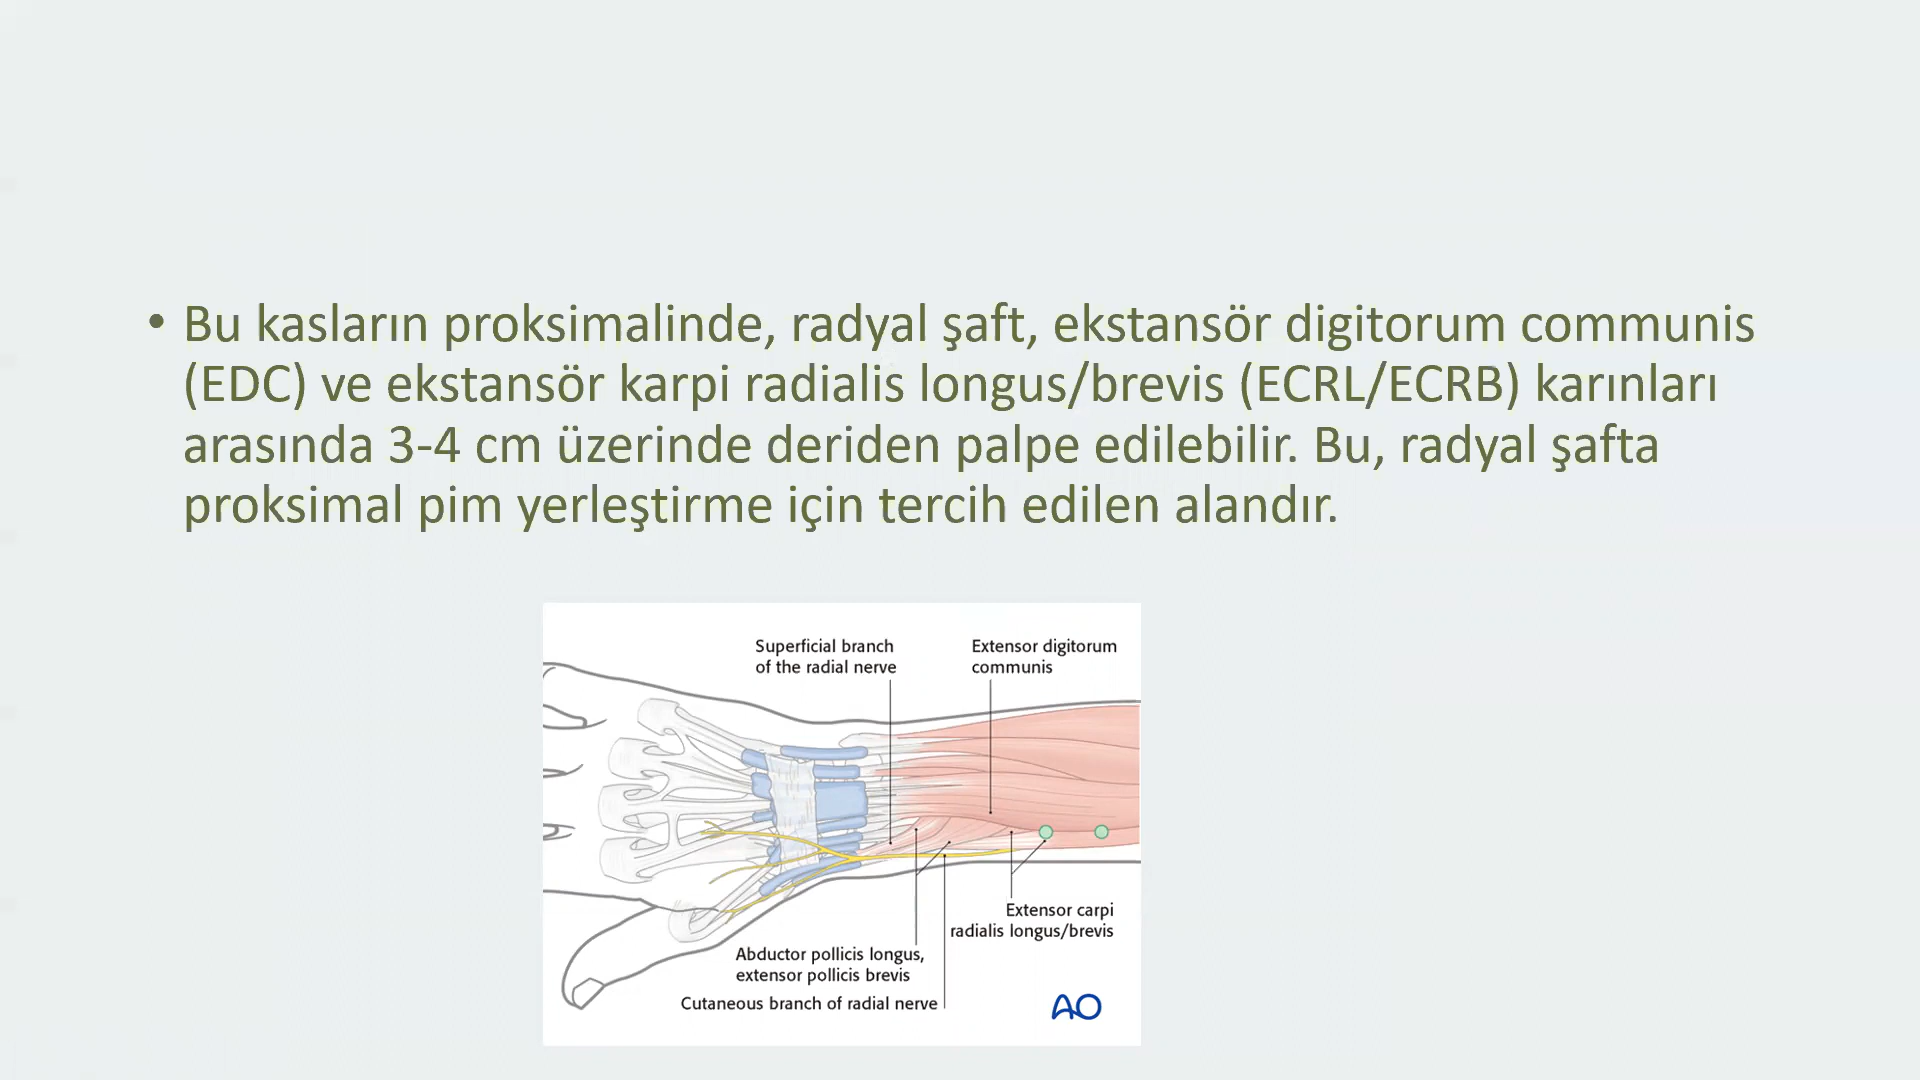 • Bu kasların proksimalinde, radyal şaft, ekstansör digitorum communis
(EDC) ve ekstansör karpi radialis longus/brevis (ECRL/ECRB) karınları
arasında 3-4 cm üzerinde deriden palpe edilebilir. Bu, radyal şafta
proksimal pim yerleştirme için tercih edilen alandır.
Superficial branch
of the radial nerve
Extensor digitorum
communis
Extensor carpi
radialis longus/brevis
Abductor pollicis longus,
extensor pollicis brevis
Cutaneous branch of radial nerve
AO